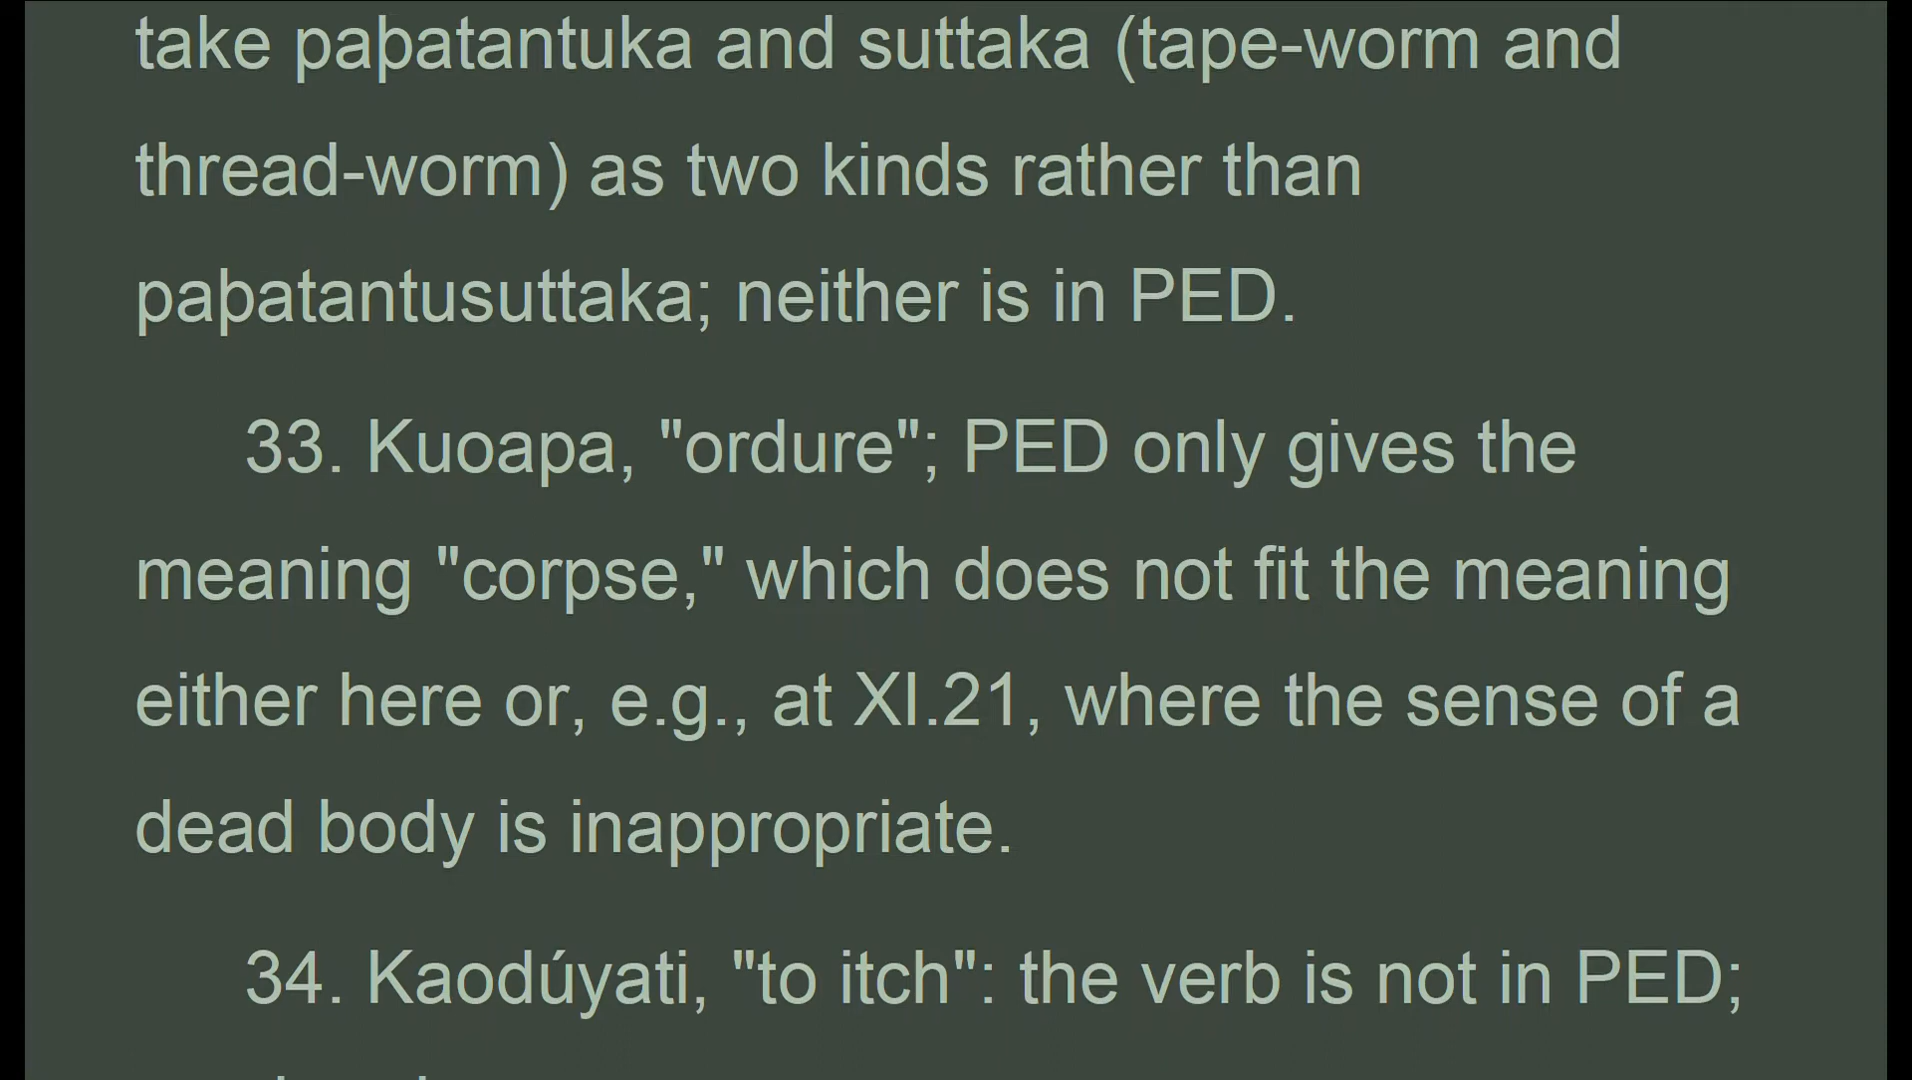 take paþatantuka and suttaka (tape-worm and
thread-worm) as two kinds rather than
paþatantusuttaka; neither is in PED.
33. Kuoapa, "ordure"; PED only gives the
meaning "corpse," which does not fit the meaning
either here or, e.g., at XI.21, where the sense of a
dead body is inappropriate.
34. Kaodúyati, "to itch": the verb is not in PED;